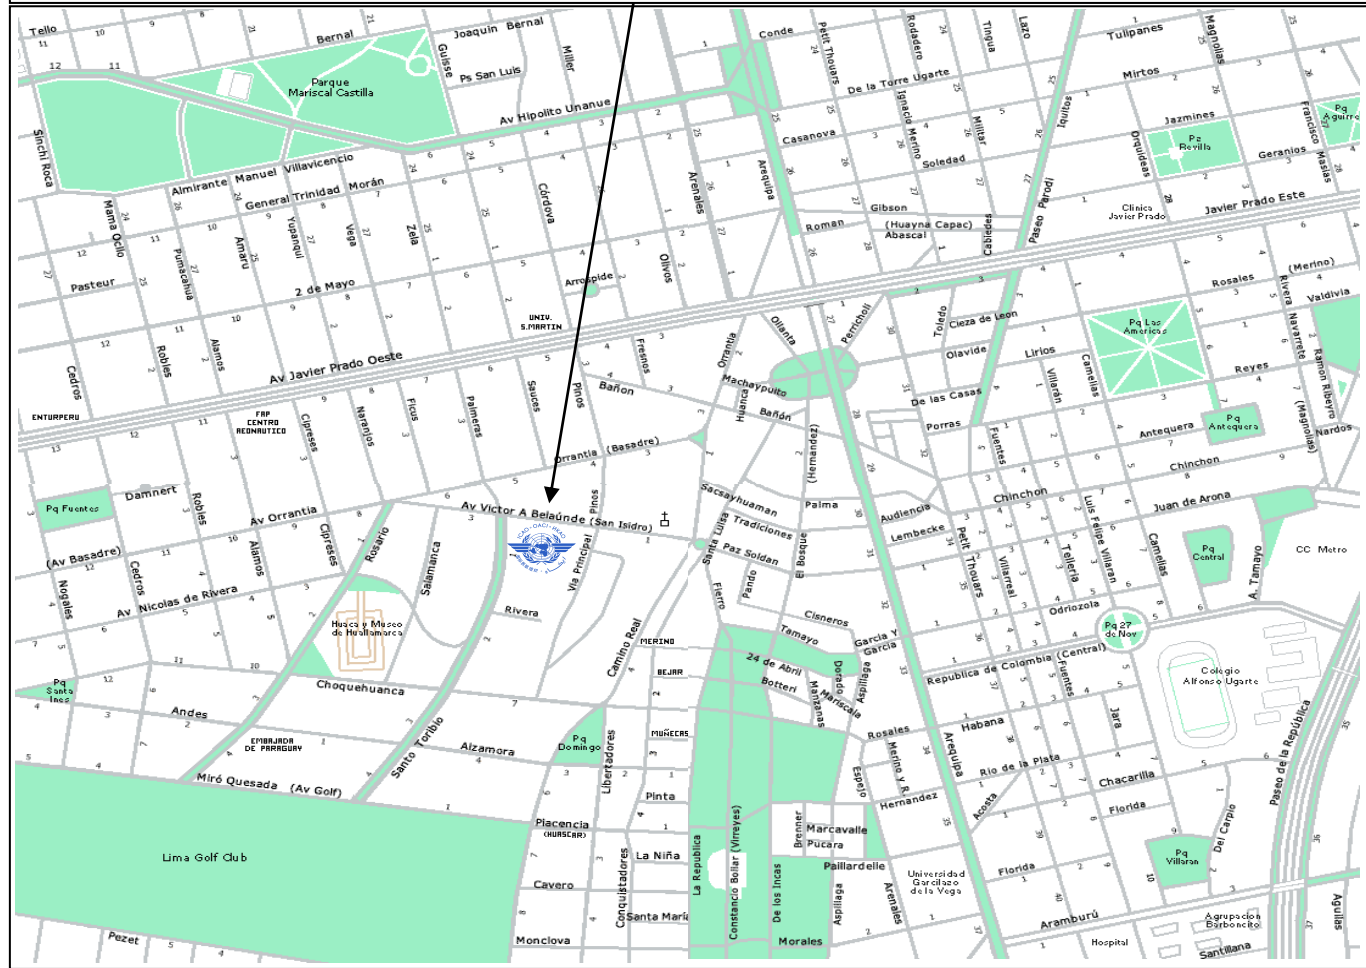 Tello
Bernal
Joaquin Bernal
Guisse
Ps San Luis
Miller
Parque
Mariscal Castilla
Av Hipolito Unanue
Sinchi Roca
Almirante Manuel Villavicencio
General Trinidad Morán
Conde
Petit Thouars
Rodadero
Tingua
Lazo
Tulipanes
Magnolias
De la Torre Ugarte
Mirtos
Ignacio Merino
Militar
Iquitos
Casanova
Soledad
Jazmines
Orquideas
Pq
Revilla
Geranios
Francisco Masias
Pq
Aguirre
Arenales
Arequipa
Córdova
Mama Ocllo
Pumacahua
Amaru
Yupanqui
Vega
Zela
Pasteur
2 de Mayo
Arrospide
Olivos
Roman
Gibson
(Huayna Capac)
Abascal
Cabiedes
Paseo Parodi
Clinica
Javier Prado
Javier Prado Este
Rosales
(Merino)
Valdivia
Rivera Navarrete
Ramon Ribeyro
(Magnolias)
Nardos
UNIV.
S.MARTIN
Fresnos
Orrantia
Ollanta
Perricholi
Toledo
Cieza de Leon
Olavide
Lirios
Villarán
Camelias
Pq Las
Americas
Reyes
Cedros
Robles
Alamos
Av Javier Prado Oeste
ENTURPERU
FAP
CENTRO
AEDNAUTICO
Cipreses
Naranjos
Ficus
Palmeras
Sauces
Pinos
Bañon
Machaypuito
Huanca
Bañón
(Hernandez)
De las Casas
Porras
Fuentes
Antequera
Pq
Antequera
Chinchon
Orrantia (Basadre)
Damnert
Pq Fuentes
Robles
Av Orrantia
Av Victor A Belaúnde (San Isidro)
Pinos
Sacsayhuaman
Tradiciones
Paz Soldan
Palma
Audiencia
Lembecke
Chinchon
Juan de Arona
Luis Felipe Villaran
(Av Basadre)
Nogales
Cedros
Alamos
Cipreses
Rosario
Salamanca
Via Principal
Santa Luisa
Fierro
Pando
El Bosque
Petit Thouars
Villarreal
Telleria
Camelias
Pq
Central
A. Tamayo
CC Metro
Av Nicolas de Rivera
Huaca y Museo
de Huallamarca
Rivera
Camino Real
MERINO
Cisneros
Tamayo
Garcia Y
Garcia
Odriozola
Pq 27
de Nov
Republica de Colombia (Central)
Colegio
Alfonso Ugarte
Pq
Santa
Ines
Choquehuanca
BEJAR
24 de Abril
Botteri
Dorado
Aspillaga
Manzanas
Mariscala
Fuentes
Jara
Habana
Andes
EMBAJADA
DE PARAGUAY
Santo Toribio
Alzamora
Pq
Domingo
Libertadores
MUÑECAS
Rosales
Espejo
Merino y R.
Arequipa
Rio de la Plata
Chacarilla
Paseo de la República
Miró Quesada (Av Golf)
Pinta
Hernandez
Acosta
Florida
Del Carpio
Lima Golf Club
Piacencia
(HUASCAR)
La Niña
Cavero
Conquistadores
Santa María
Monclova
La Republica
Constancio Bollar (Virreyes)
De los Incas
Brenner
Marcavalle
Pucara
Paillardelle
Aspillaga
Arenales
Morales
Universidad
Garcilazo
de la Vega
Florida
Pq
Villaran
Aramburú
Hospital
Agrupacion
Barboncito
Santillana
Aguilas
Pezet